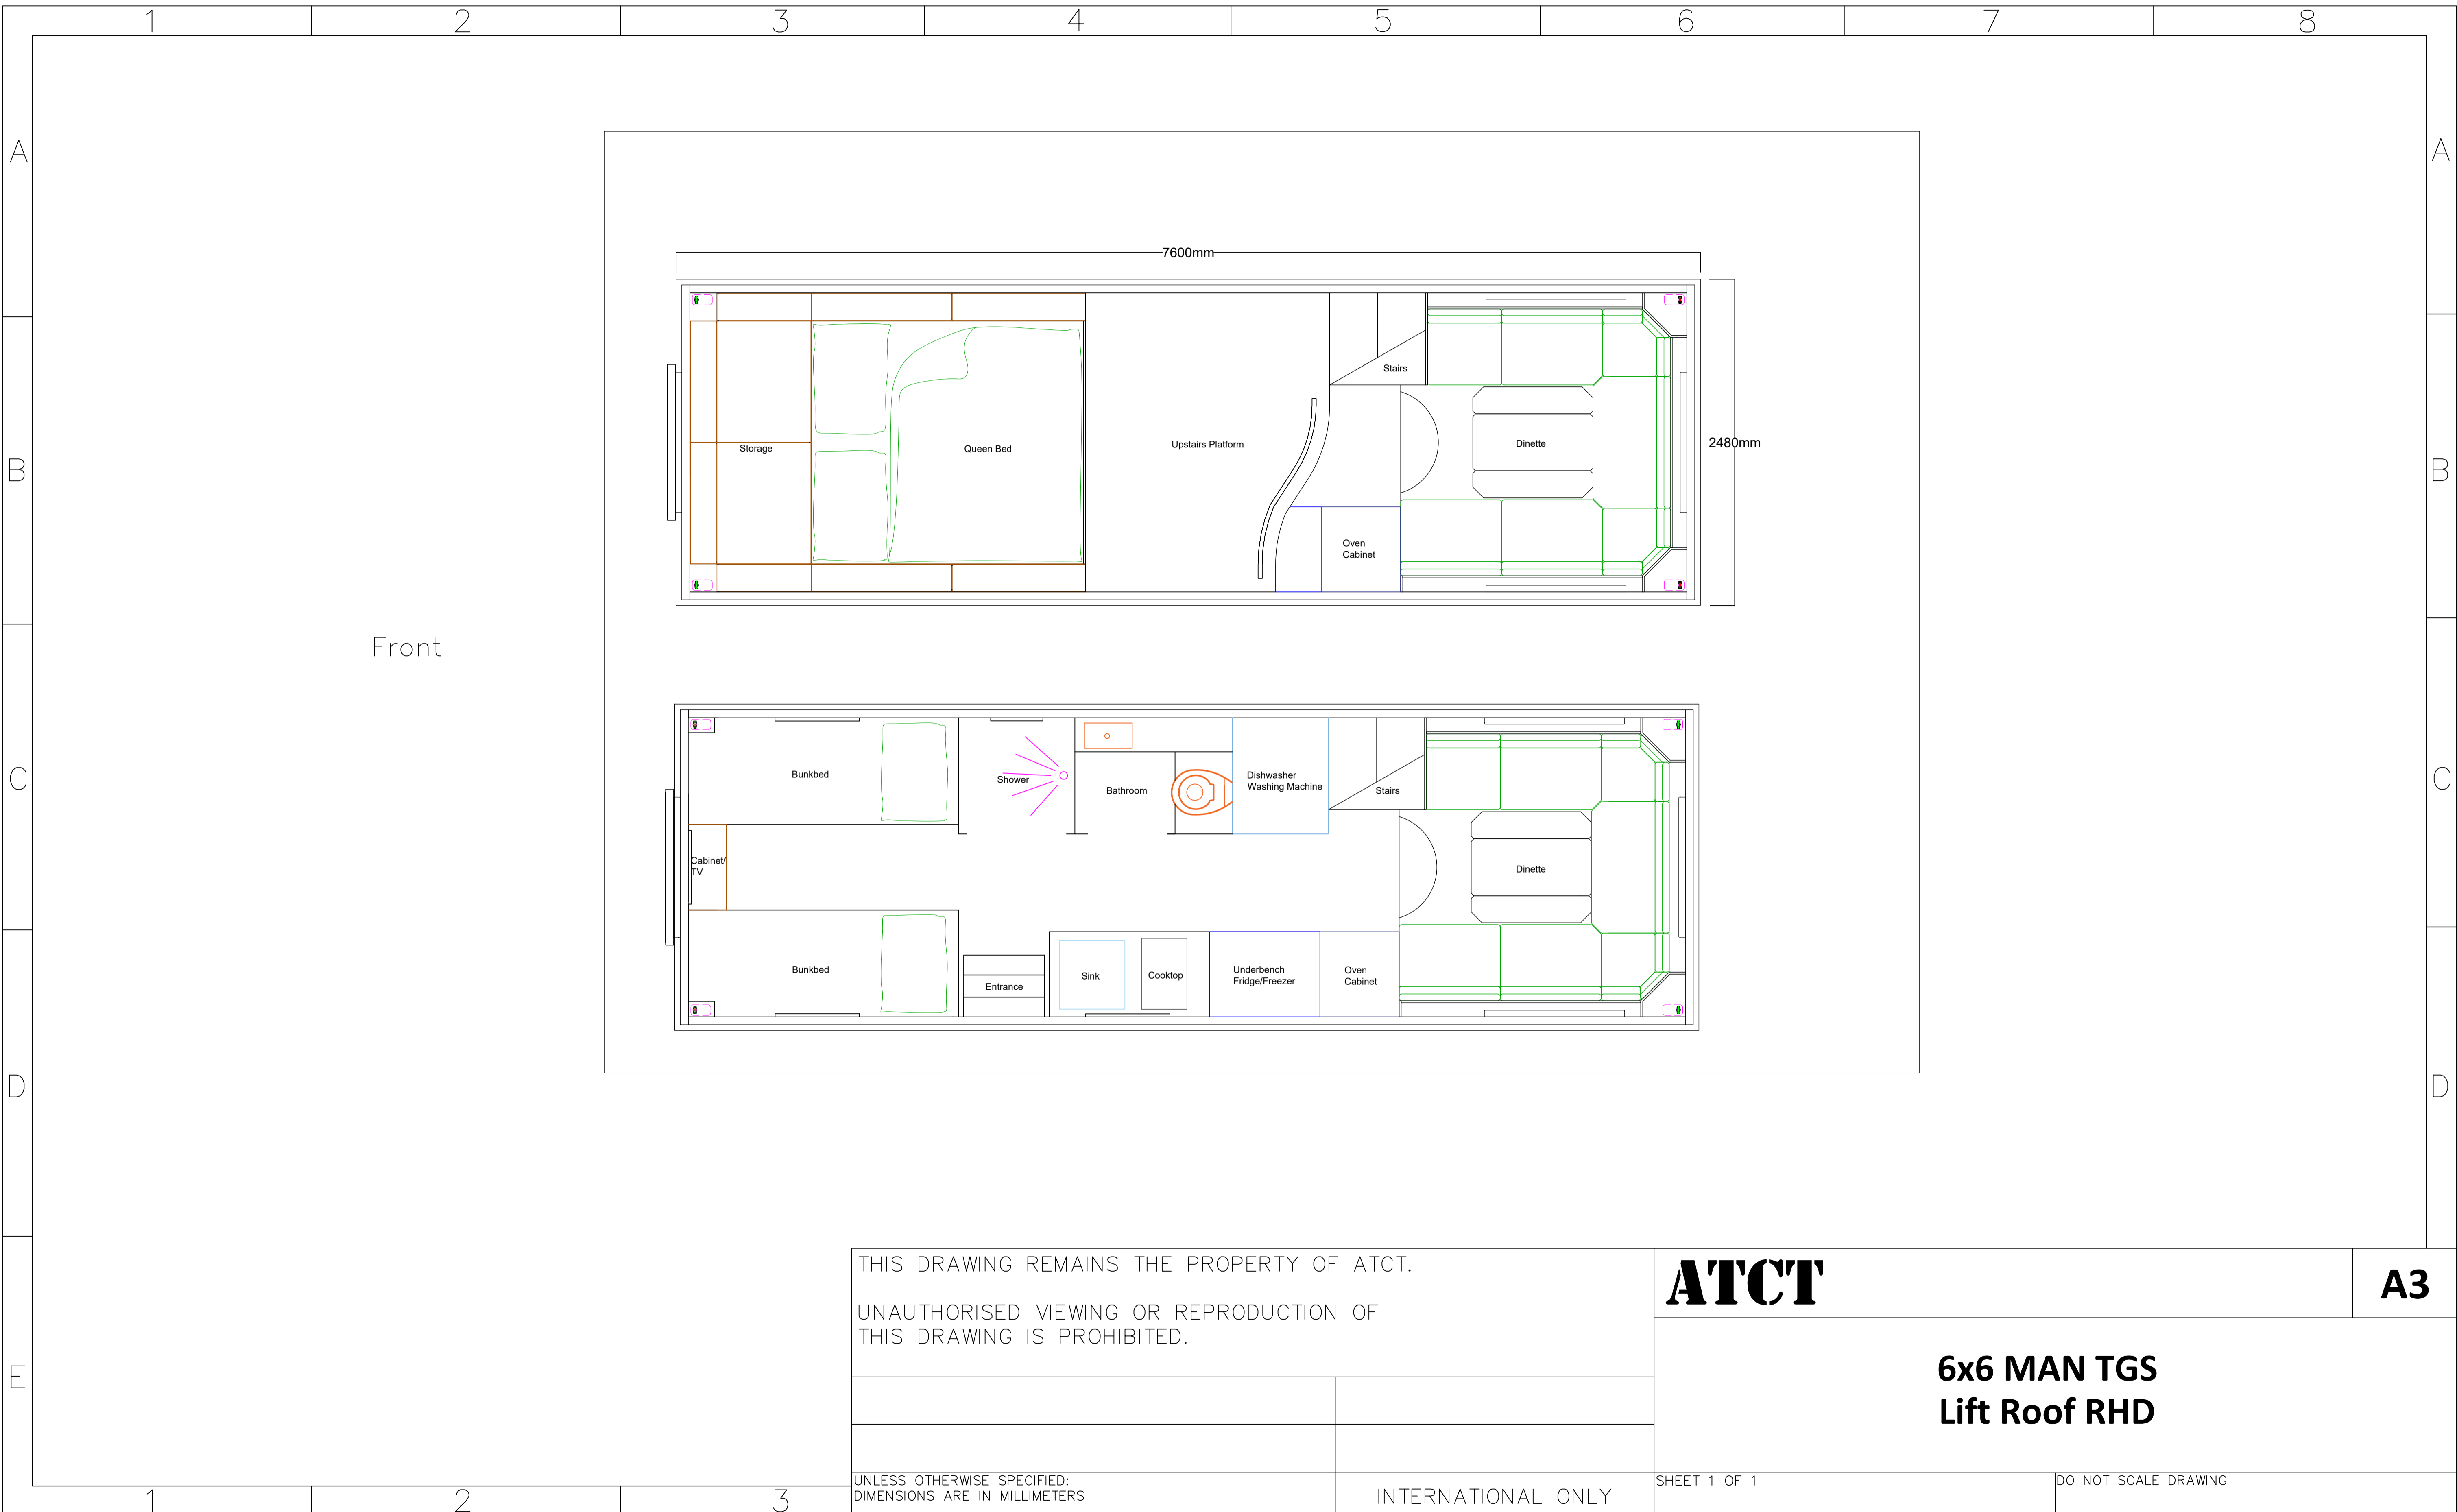 1 2 3 4 5 6 7 8
A A
7600mm
Stairs
Storage
Queen Bed
Upstairs Platform
Dinette
2480mm
B B
Oven
Cabinet
Front
Bunkbed
Shower
Bathroom
Dishwasher
Washing Machine
Stairs
C C
Cabinet/
TV
Dinette
Bunkbed
Entrance
Sink
Cooktop
Underbench
Fridge/Freezer
Oven
Cabinet
D D
THIS DRAWING REMAINS THE PROPERTY OF ATCT.
UNAUTHORISED VIEWING OR REPRODUCTION OF
THIS DRAWING IS PROHIBITED.
ATCT
A3
E
6x6 MAN TGS
Lift Roof RHD
UNLESS OTHERWISE SPECIFIED:
DIMENSIONS ARE IN MILLIMETERS
INTERNATIONAL ONLY
SHEET 1 OF 1
DO NOT SCALE DRAWING
1 2 3